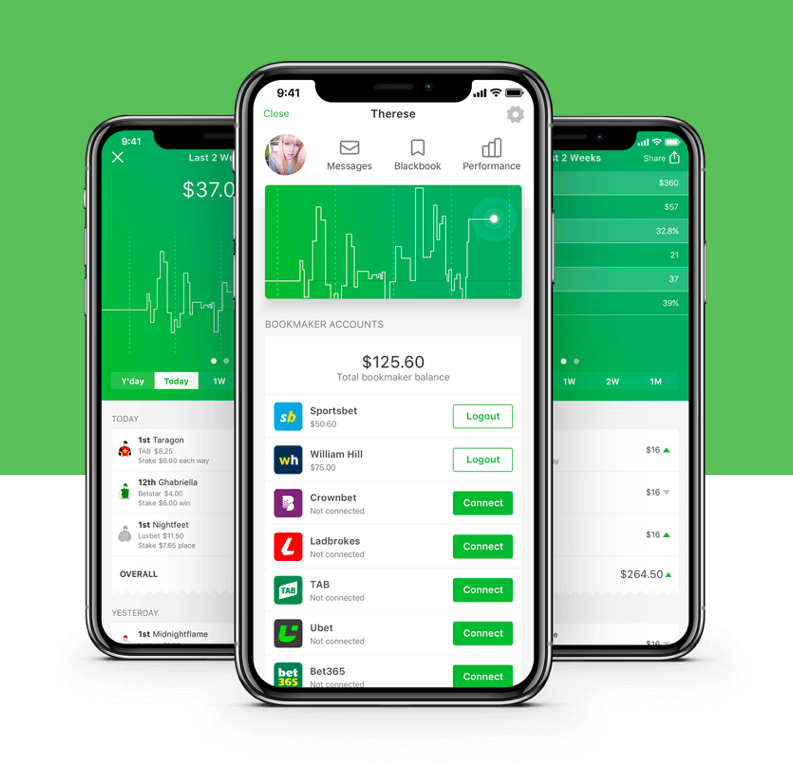 9:41
Last 2 We
$37.0
Y'day Today 1W
TODAY
1st Taragon
TAB $8.25
Stake $6.00 each way
12th Ghabriella
Betstar $4.00
Stake $6.00 win
1st Nightfeet
Luxbet $11.50
Stake $7.65 place
OVERALL
YESTERDAY
1st Midnightflame
9:41
Close Therese
Messages Blackbook Performance
BOOKMAKER ACCOUNTS
$125.60
Total bookmaker balance
sb Sportsbet
$50.60
Logout
wh William Hill
$75.00
Logout
Crownbet
Not connected
Connect
Ladbrokes
Not connected
Connect
TAB TAB
Not connected
Connect
Ubet
Not connected
Connect
bet365 Bet365
Not connected
Connect
st 2 Weeks Share
$360
$57
32.8%
21
37
39%
1W 2W 1M
$16
$16
$16
$264.50
$16